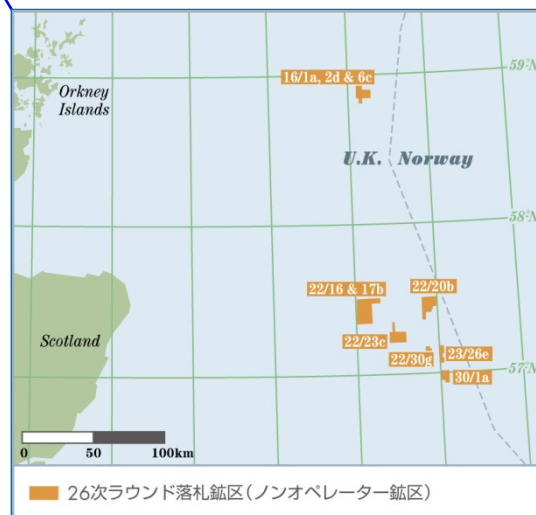 59°N
16/1a, 2d & 6c
Orkney
Islands
U.K. Norway
58°N
22/16 & 17b
22/20b
Scotland
22/23c
22/30g
23/26e
57°N
30/1a
0 50 100km
26次ラウンド落札鉱区(ノンオペレーター鉱区)